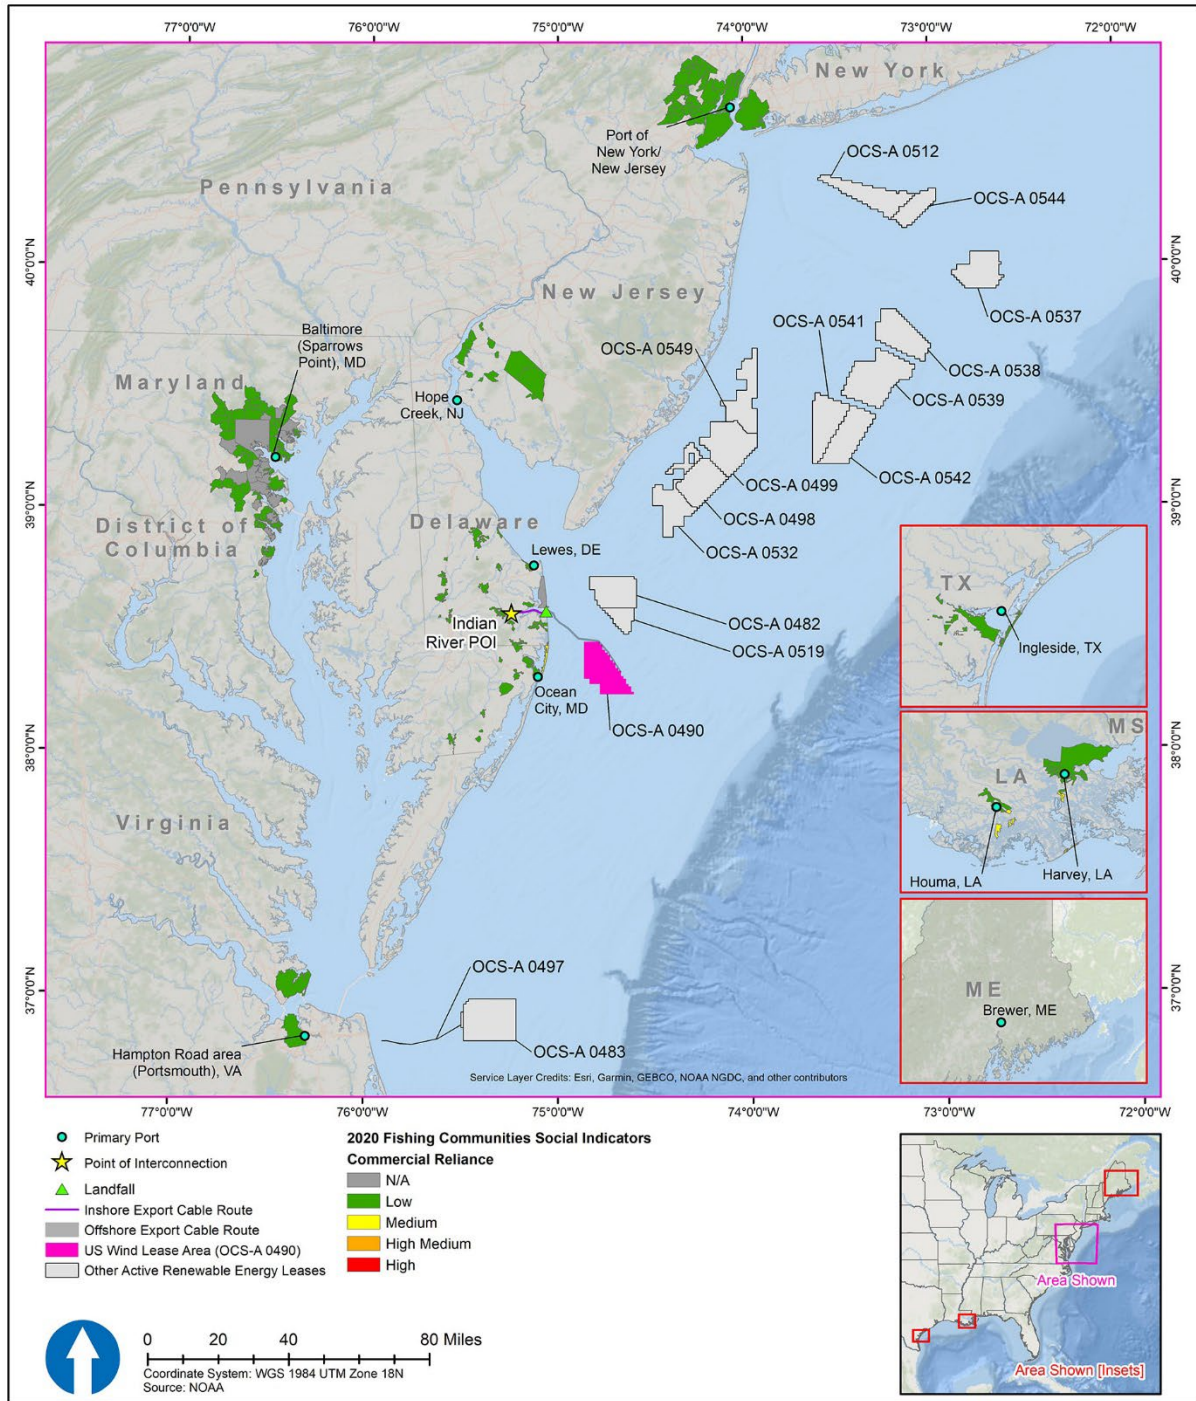 77°0'0"W
76°0'0"W
75°0'0"W
74°0'0"W
73°0'0"W
72°0'0"W
New York
Port of
New York/
New Jersey
OCS-A 0512
OCS-A 0544
Pennsylvania
40°0'0"N
40°0'0"N
New Jersey
OCS-A 0537
OCS-A 0541
Baltimore
(Sparrows
Point), MD
OCS-A 0549
OCS-A 0538
Maryland
Hope
Creek, NJ
OCS-A 0539
OCS-A 0542
OCS-A 0499
39°0'0"N
39°0'0"N
District of
Columbia
Delaware
OCS-A 0498
Lewes, DE
OCS-A 0532
TX
Indian
River POI
OCS-A 0482
OCS-A 0519
Ingleside, TX
Ocean
City, MD
OCS-A 0490
38°0'0"N
38°0'0"N
MS
LA
Virginia
Houma, LA
Harvey, LA
OCS-A 0497
37°0'0"N
37°0'0"N
ME
Brewer, ME
Hampton Road area
(Portsmouth), VA
OCS-A 0483
Service Layer Credits: Esri, Garmin, GEBCO, NOAA NGDC, and other contributors
77°0'0"W
76°0'0"W
75°0'0"W
74°0'0"W
73°0'0"W
72°0'0"W
Primary Port
Point of Interconnection
Landfall
Inshore Export Cable Route
Offshore Export Cable Route
US Wind Lease Area (OCS-A 0490)
Other Active Renewable Energy Leases
2020 Fishing Communities Social Indicators
Commercial Reliance
N/A
Low
Medium
High Medium
High
Area Shown
Area Shown [Insets]
0
20
40
80 Miles
Coordinate System: WGS 1984 UTM Zone 18N
Source: NOAA